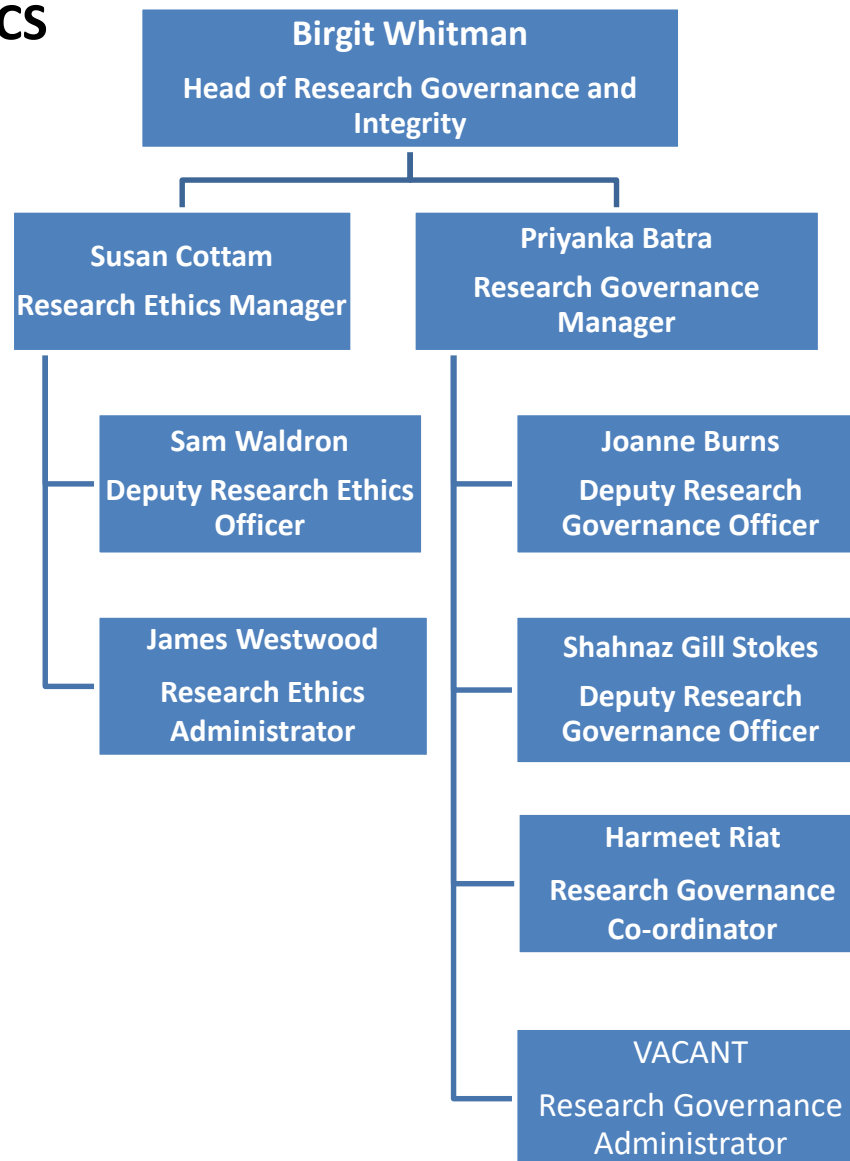 CS
Birgit Whitman
Head of Research Governance and
Integrity
Susan Cottam
Research Ethics Manager
Priyanka Batra
Research Governance
Manager
Sam Waldron
Deputy Research Ethics
Officer
James Westwood
Research Ethics
Administrator
Joanne Burns
Deputy Research
Governance Officer
Shahnaz Gill Stokes
Deputy Research
Governance Officer
Harmeet Riat
Research Governance
Co-ordinator
VACANT
Research Governance
Administrator